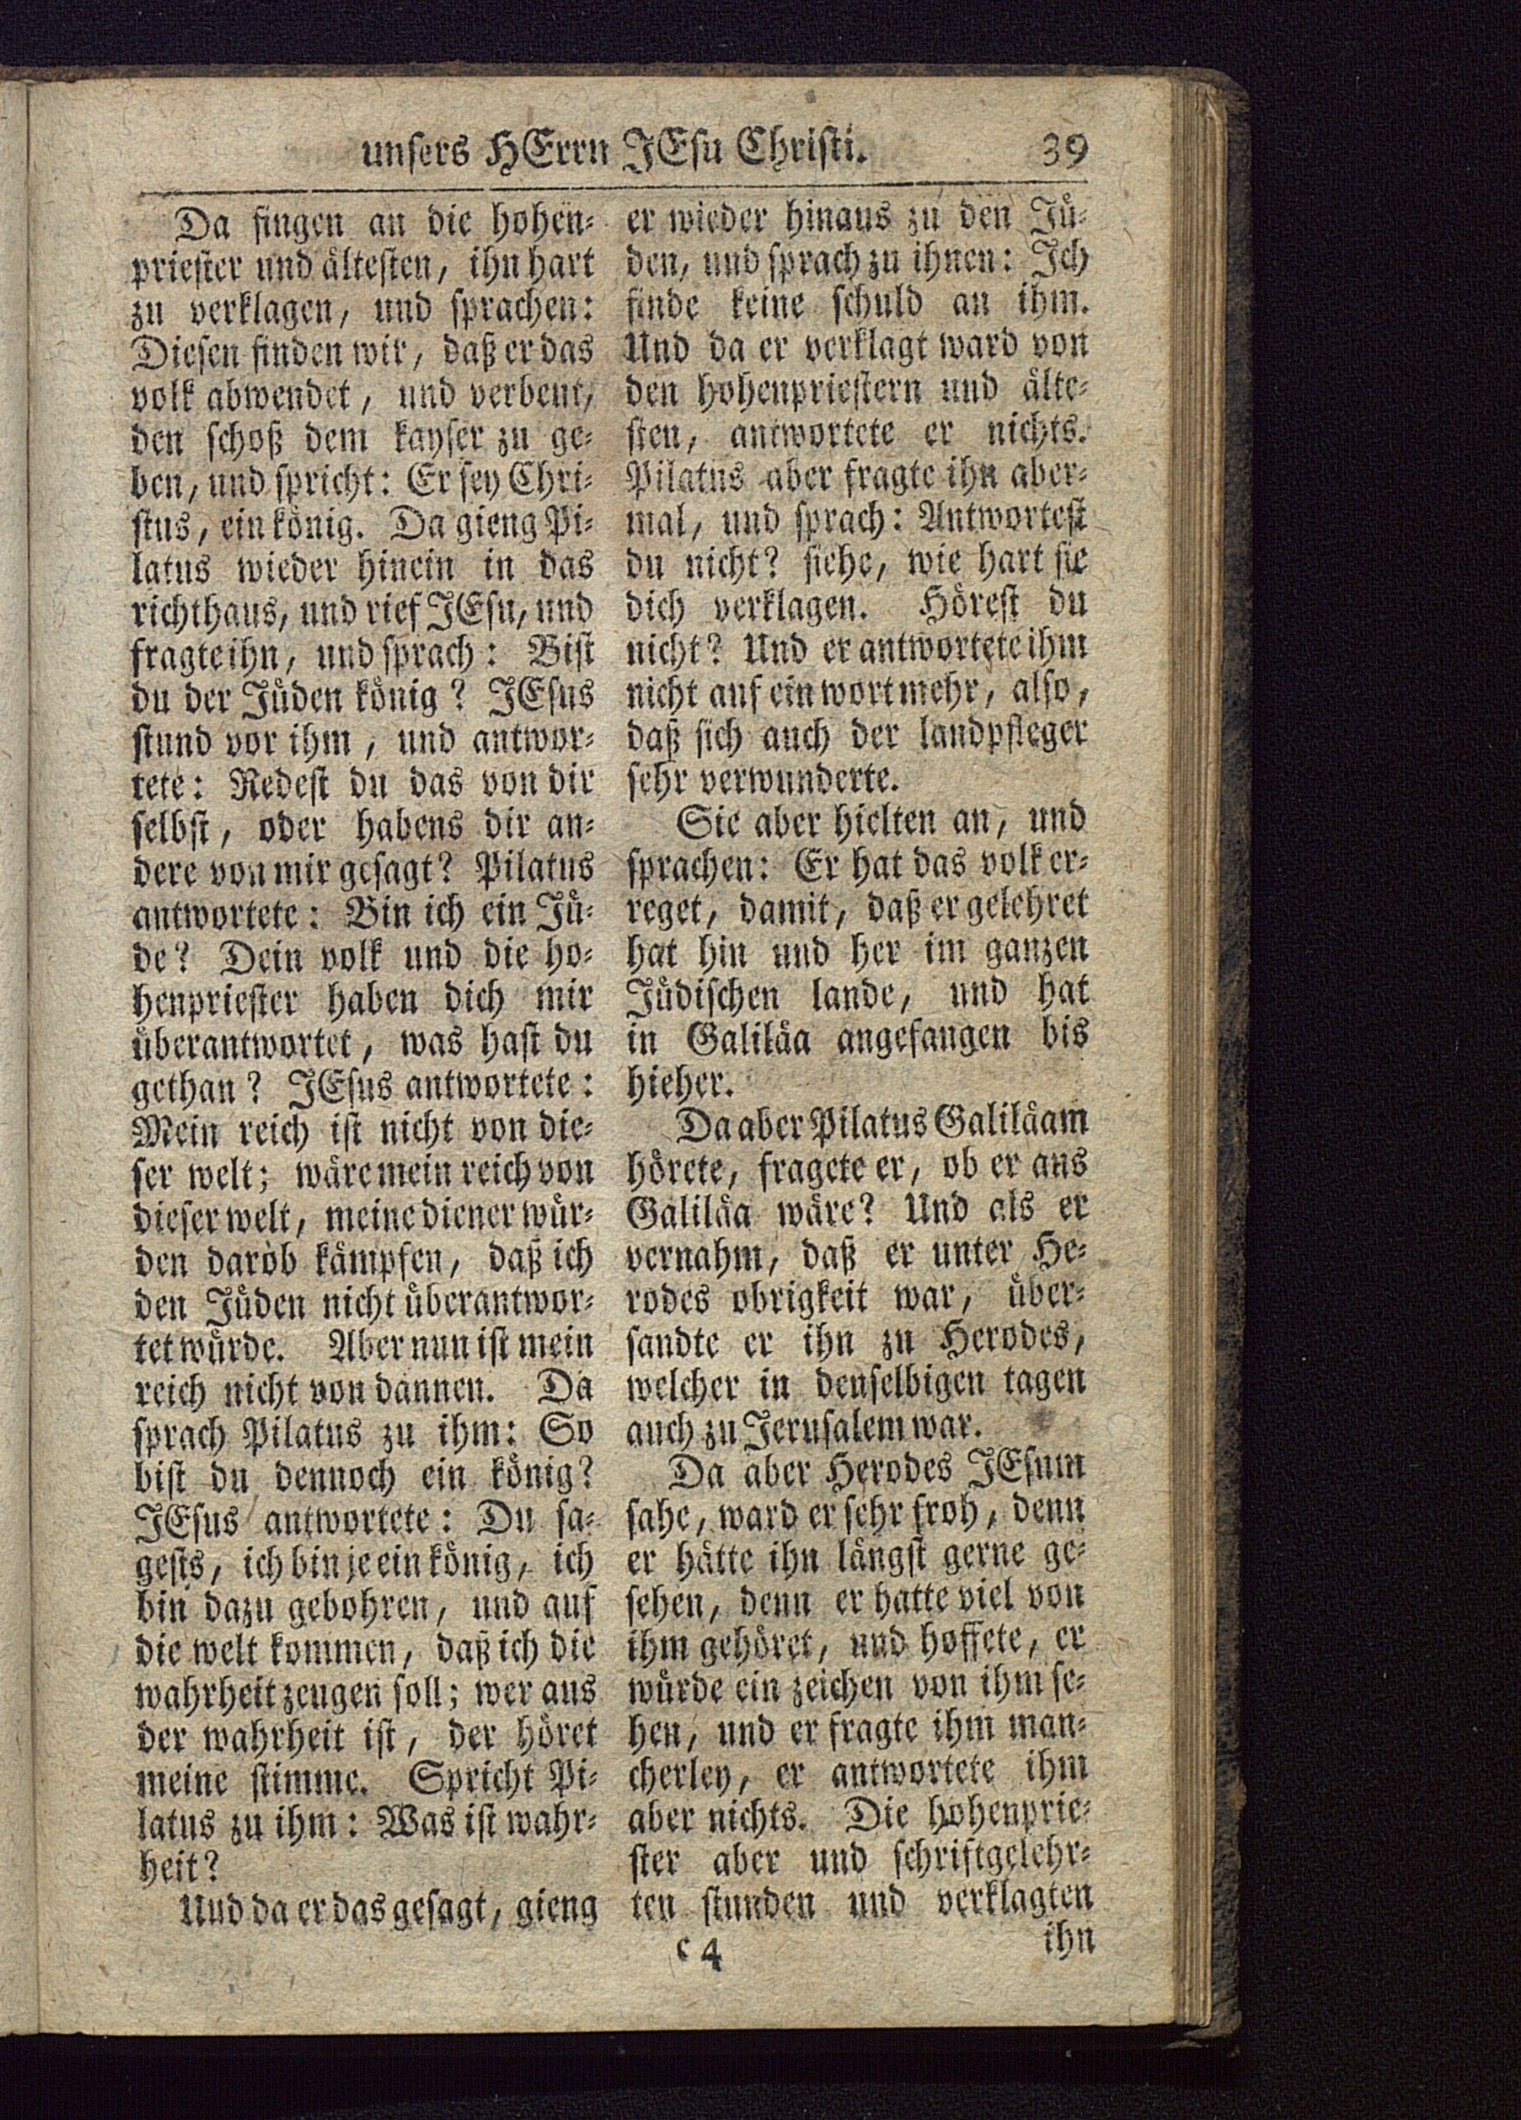 unsers HErrn JEsu Christi. 39
Da fingen an die hohen-
priester und ältesten, ihn hart
zu verklagen, und sprachen:
Diesen finden wir, daß er das
volk abwendet, und verbeut,
den schoß dem kayser zu ge-
ben, und spricht: Er sey Chri-
stus, ein könig. Da gieng Pi-
latus wieder hinein in das
richthaus, und rief JEsu, und
fragte ihn, und sprach: Bist
du der Jüden könig? JEsus
stund vor ihm, und antwor-
tete: Redest du das von dir
selbst, oder habens dir an-
dere von mir gesagt? Pilatus
antwortete: Bin ich ein Jü-
de? Dein volk und die ho-
henpriester haben dich mir
überantwortet, was hast du
gethan? JEsus antwortete:
Mein reich ist nicht von die-
ser welt; wäre mein reich von
dieser welt, meine diener wür-
den darob kämpfen, daß ich
den Jüden nicht überantwor-
tet würde. Aber nun ist mein
reich nicht von dannen. Da
sprach Pilatus zu ihm: So
bist du dennoch ein könig?
JEsus antwortete: Du sa-
gests, ich bin je ein könig, ich
bin dazu gebohren, und auf
die welt kommen, daß ich die
wahrheit zeugen soll; wer aus
der wahrheit ist, der höret
meine stimme. Spricht Pi-
latus zu ihm: Was ist wahr-
heit?
Und da er das gesagt, gieng
er wieder hinaus zu den Jü-
den, und sprach zu ihnen: Ich
finde keine schuld an ihm.
Und da er verklagt ward von
den hohenpriestern und älte-
sten, antwortete er nichts.
Pilatus aber fragte ihn aber-
mal, und sprach: Antwortest
du nicht? siehe, wie hart sie
dich verklagen. Hörest du
nicht? Und er antwortete ihm
nicht auf ein wort mehr, also,
daß sich auch der landpfleger
sehr verwunderte.
Sie aber hielten an, und
sprachen: Er hat das volk er-
reget, damit, daß er gelehret
hat hin und her im ganzen
Jüdischen lande, und hat
in Galiläa angefangen bis
hieher.
Da aber Pilatus Galiläam
hörete, fragete er, ob er aus
Galiläa wäre? Und als er
vernahm, daß er unter He-
rodes obrigkeit war, über-
sandte er ihn zu Herodes,
welcher in denselbigen tagen
auch zu Jerusalem war.
Da aber Herodes JEsum
sahe, ward er sehr froh, denn
er hätte ihn längst gerne ge-
sehen, denn er hatte viel von
ihm gehöret, und hoffete, er
würde ein zeichen von ihm se-
hen, und er fragte ihm man-
cherley, er antwortete ihm
aber nichts. Die hohenprie-
ster aber und schriftgelehr-
ten stunden und verklagten
c 4 ihn